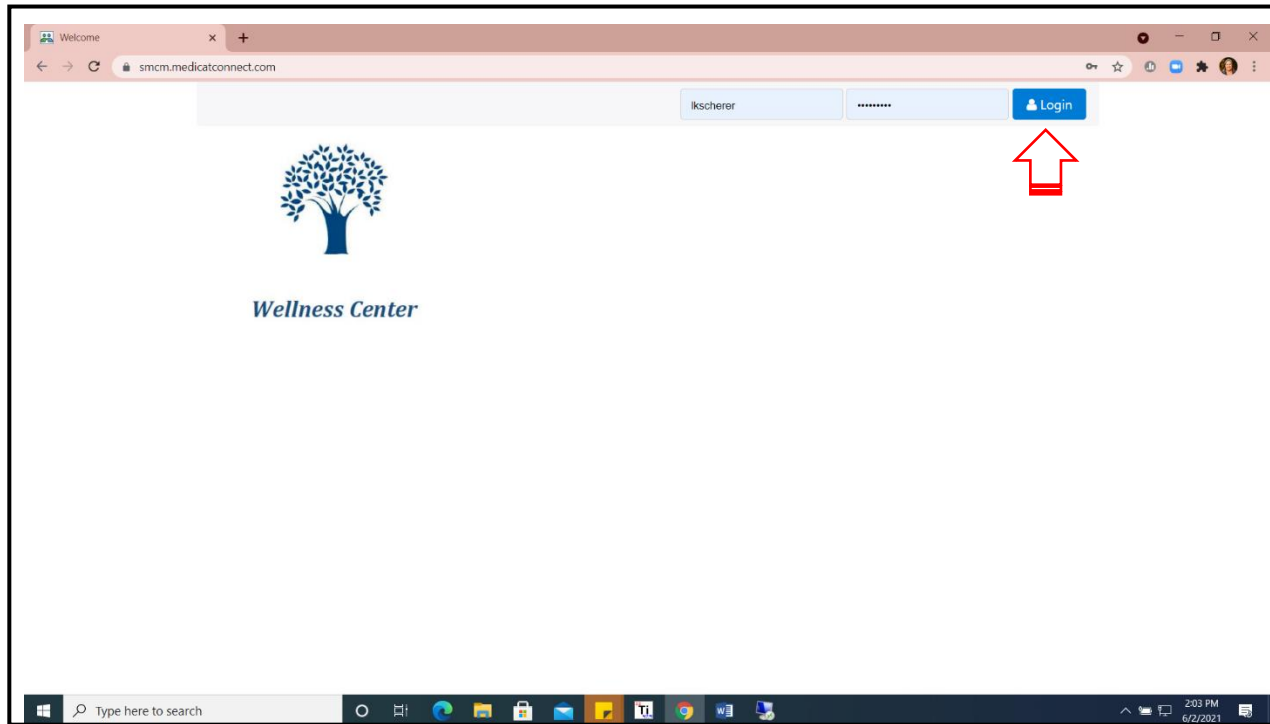 Welcome
smcm.medicatconnect.com
lkscherer
•••••••••
Login
Wellness Center
Type here to search
2:03 PM
6/2/2021